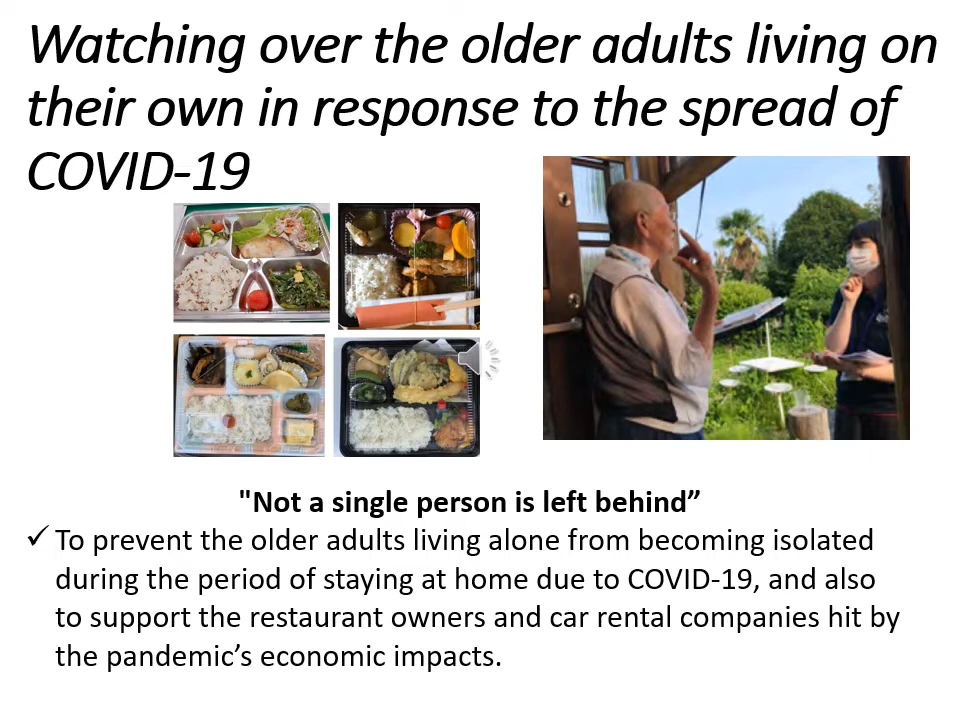 Watching over the older adults living on
their own in response to the spread of
COVID-19
"Not a single person is left behind”
✓ To prevent the older adults living alone from becoming isolated
during the period of staying at home due to COVID-19, and also
to support the restaurant owners and car rental companies hit by
the pandemic’s economic impacts.